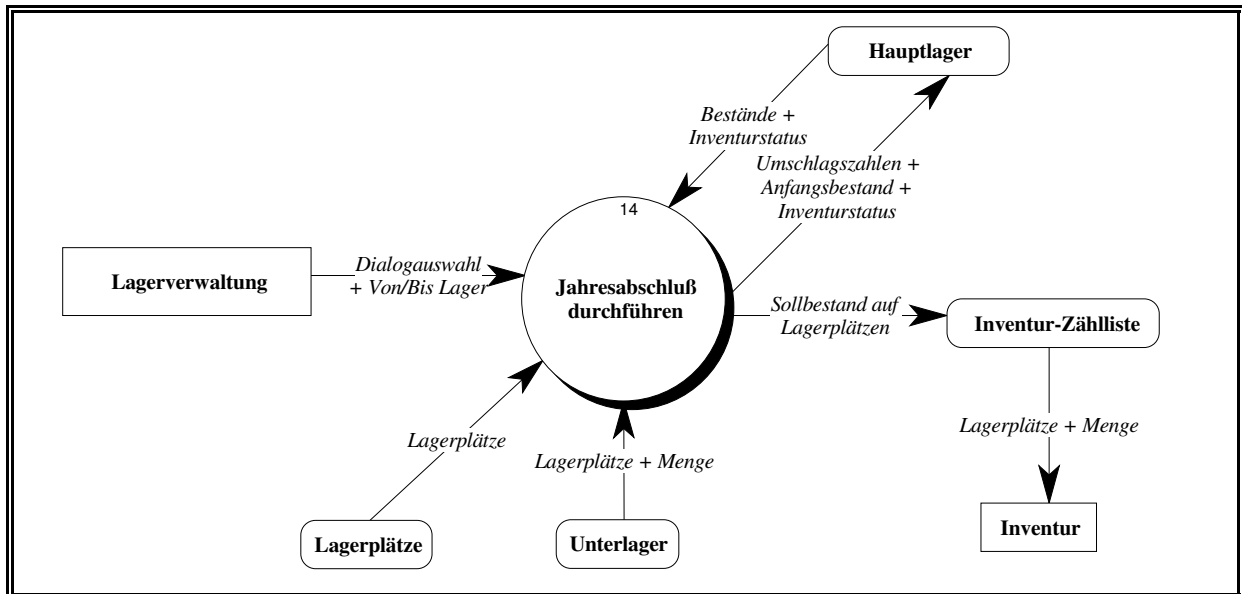 Hauptlager
Bestände +
Inventurstatus
Umschlagszahlen +
Anfangsbestand +
Inventurstatus
14
Lagerverwaltung
Dialogauswahl
+ Von/Bis Lager
Jahresabschluß
durchführen
Sollbestand auf
Lagerplätzen
Inventur-Zählliste
Lagerplätze
Lagerplätze + Menge
Lagerplätze + Menge
Lagerplätze
Unterlager
Inventur